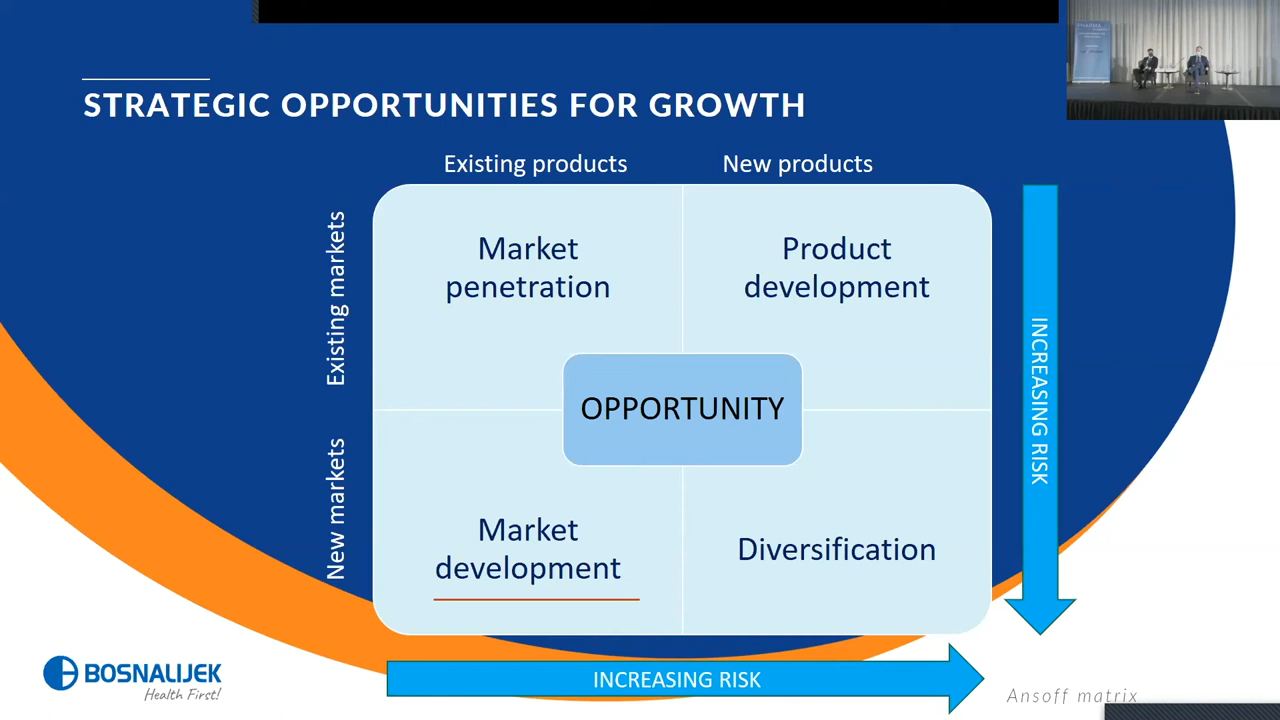 STRATEGIC OPPORTUNITIES FOR GROWTH
Existing products
New products
Existing markets
Market
penetration
Product
development
OPPORTUNITY
New markets
Market
development
Diversification
INCREASING RISK
INCREASING RISK
BOSNALIJEK
Health First!
Ansoff matrix